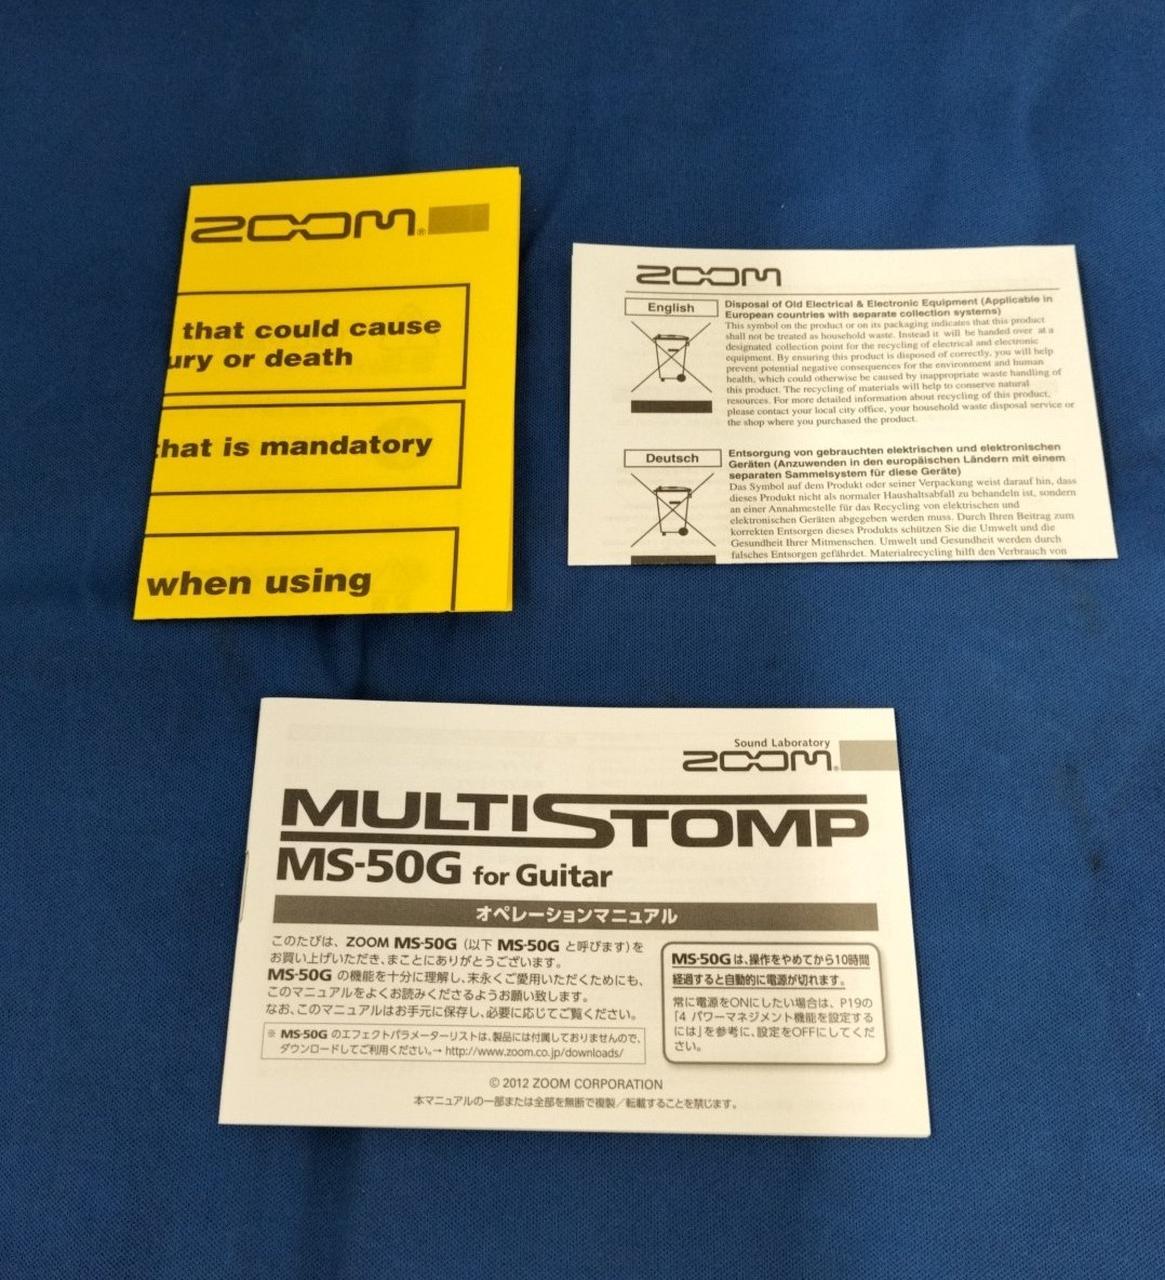 ZOOM®
that could cause
ury or death
that is mandatory
when using
ZOOM
English
Disposal of Old Electrical & Electronic Equipment (Applicable in
European countries with separate collection systems)
This symbol on the product or on its packaging indicates that this product
shall not be treated as household waste. Instead it will be handed over at a
designated collection point for the recycling of electrical and electronic
equipment. By ensuring this product is disposed of correctly, you will help
prevent potential negative consequences for the environment and human
health, which could otherwise be caused by inappropriate waste handling of
this product. The recycling of materials will help to conserve natural
resources. For more detailed information about recycling of this product,
please contact your local city office, your household waste disposal service or
the shop where you purchased the product.
Deutsch
Entsorgung von gebrauchten elektrischen und elektronischen
Geräten (Anzuwenden in den europäischen Ländern mit einem
separaten Sammelsystem für diese Geräte)
Das Symbol auf dem Produkt oder seiner Verpackung weist darauf hin, dass
dieses Produkt nicht als normaler Haushaltsabfall zu behandeln ist, sondern
an einer Annahmestelle für das Recycling von elektrischen und
elektronischen Geräten abgegeben werden muss. Durch Ihren Beitrag zum
korrekten Entsorgen dieses Produkts schützen Sie die Umwelt und die
Gesundheit Ihrer Mitmenschen. Umwelt und Gesundheit werden durch
falsches Entsorgen gefährdet. Materialrecycling hilft den Verbrauch von
Sound Laboratory
ZOOM®
MULTISTOMP
MS-50G for Guitar
オペレーションマニュアル
このたびは、ZOOM MS-50G(以下 MS-50G と呼びます)を
お買い上げいただき、まことにありがとうございます。
MS-50G の機能を十分に理解し、末永くご愛用いただくためにも、
このマニュアルをよくお読みくださるようお願い致します。
なお、このマニュアルはお手元に保存し、必要に応じてご覧ください。
※ MS-50G のエフェクトパラメーターリストは、製品には付属しておりませんので、
ダウンロードしてご利用ください。→ http://www.zoom.co.jp/downloads/
MS-50G は、操作をやめてから10時間
経過すると自動的に電源が切れます。
常に電源をONにしたい場合は、P19の
「4 パワーマネジメント機能を設定する
には」を参考に、設定をOFFにしてくだ
さい。
© 2012 ZOOM CORPORATION
本マニュアルの一部または全部を無断で複製/転載することを禁じます。